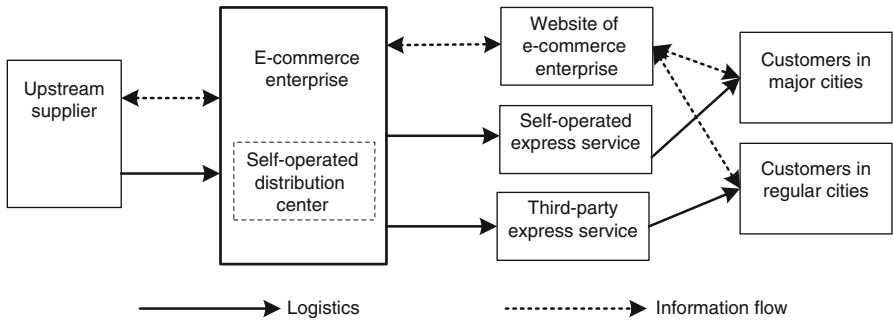 Upstream
supplier
E-commerce
enterprise
Self-operated
distribution
center
Website of
e-commerce
enterprise
Self-operated
express service
Third-party
express service
Customers in
major cities
Customers in
regular cities
Logistics
Information flow